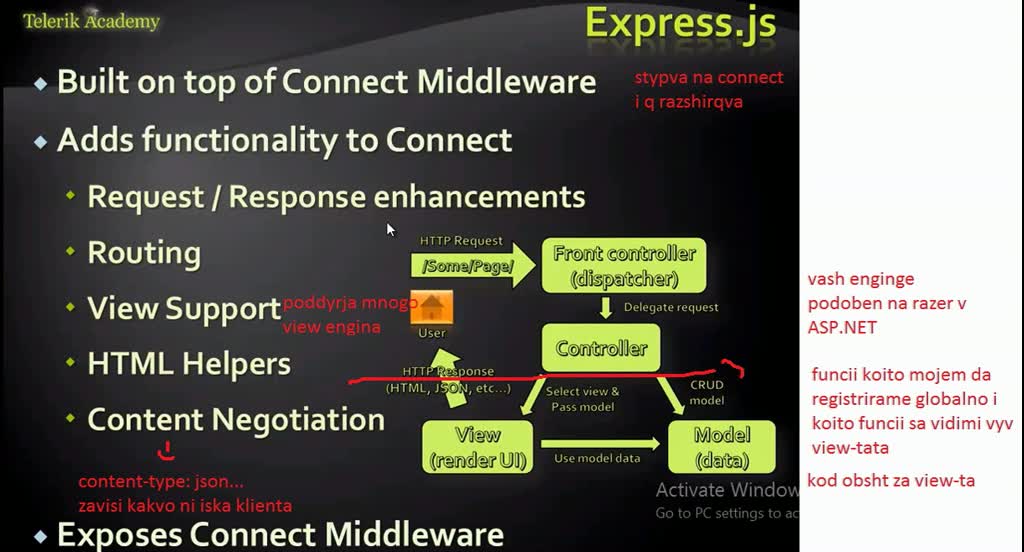 Telerik Academy
Express.js
Built on top of Connect Middleware
stypva na connect
i q razshirqva
Adds functionality to Connect
Request / Response enhancements
Routing
View Support
poddyrja mnogo
view engina
HTML Helpers
Content Negotiation
content-type: json...
zavisi kakvo ni iska klienta
Exposes Connect Middleware
HTTP Request
/Some/Page/
Front controller
(dispatcher)
Delegate request
User
Controller
HTTP Response
(HTML, JSON, etc...)
Select view &
Pass model
CRUD
model
View
(render UI)
Use model data
Model
(data)
vash enginge
podoben na razer v
ASP.NET
funcii koito mojem da
registrirame globalno i
koito funcii sa vidimi vyv
view-tata
kod obsht za view-ta
Activate Window
Go to PC settings to ac